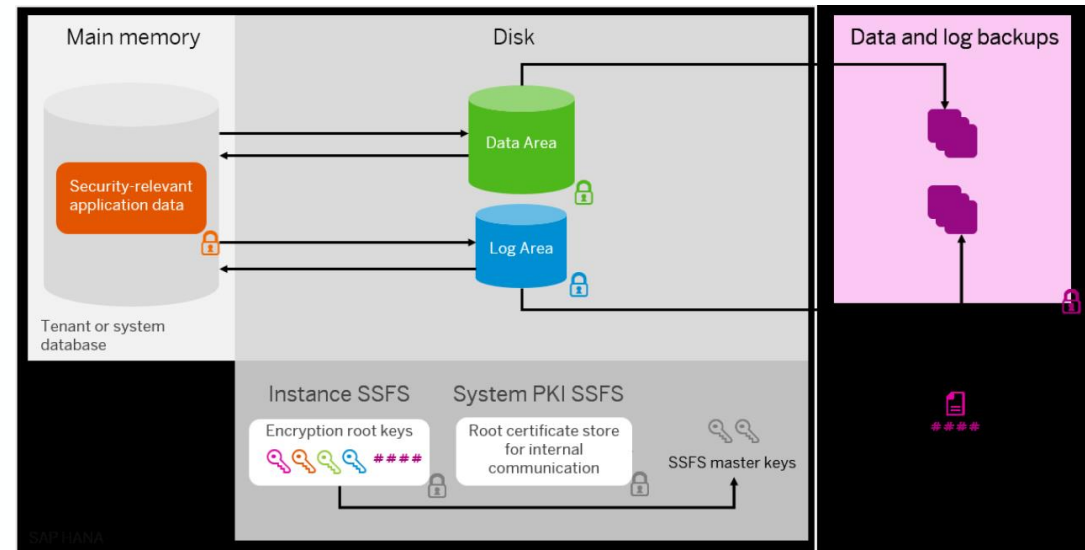 Main memory
Disk
Data and log backups
Data Area
Security-relevant
application data
Log Area
Tenant or system
database
Instance SSFS
System PKI SSFS
Encryption root keys
####
Root certificate store
for internal
communication
SSFS master keys
####
SAP HANA